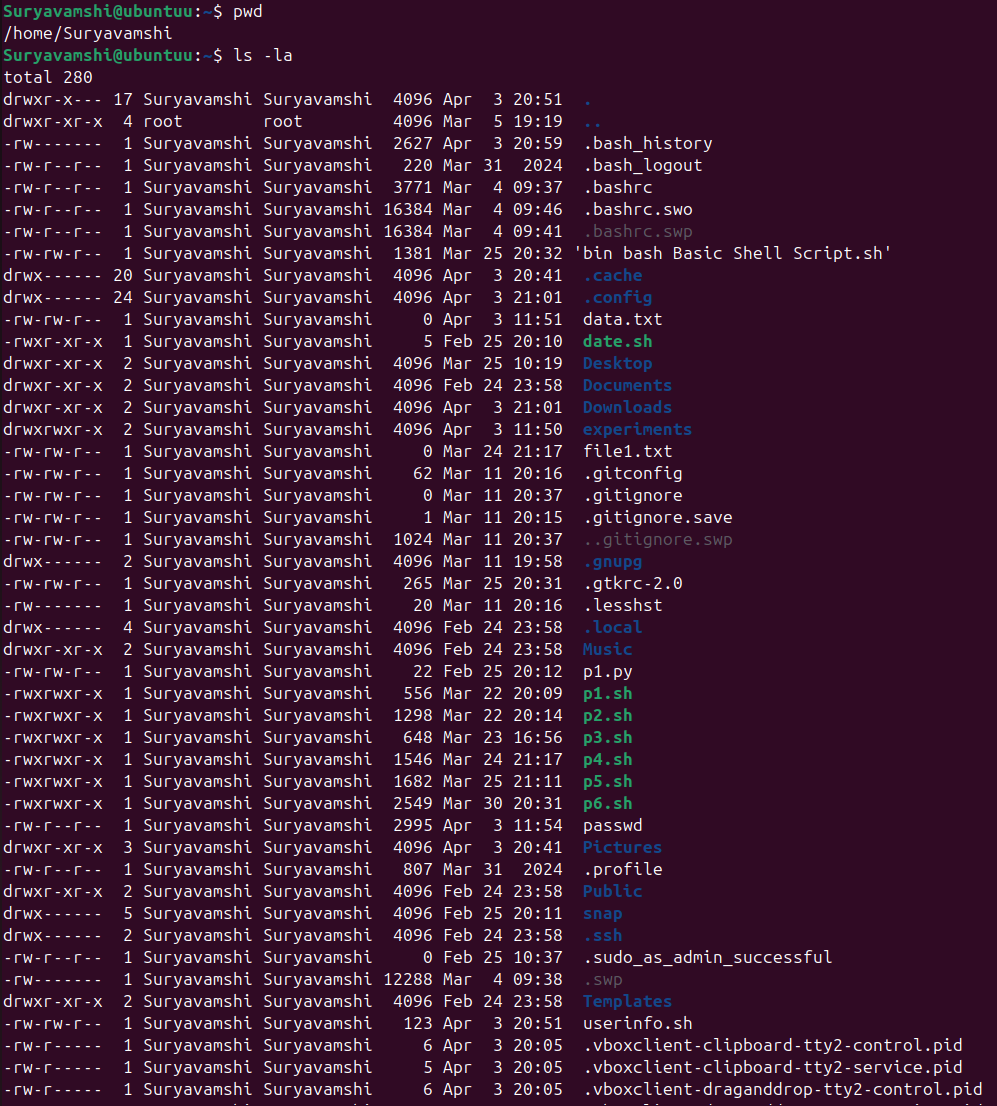 Suryavamshi@ubuntuu:~$ pwd
/home/Suryavamshi
Suryavamshi@ubuntuu:~$ ls -la
total 280
drwxr-x--- 17 Suryavamshi Suryavamshi  4096 Apr  3 20:51  .
drwxr-xr-x  4 root        root         4096 Mar  5 19:19  ..
-rw-------  1 Suryavamshi Suryavamshi  2627 Apr  3 20:59  .bash_history
-rw-r--r--  1 Suryavamshi Suryavamshi   220 Mar 31  2024  .bash_logout
-rw-r--r--  1 Suryavamshi Suryavamshi  3771 Mar  4 09:37  .bashrc
-rw-r--r--  1 Suryavamshi Suryavamshi 16384 Mar  4 09:46  .bashrc.swo
-rw-r--r--  1 Suryavamshi Suryavamshi 16384 Mar  4 09:41  .bashrc.swp
-rw-rw-r--  1 Suryavamshi Suryavamshi  1381 Mar 25 20:32 'bin bash Basic Shell Script.sh'
drwx------ 20 Suryavamshi Suryavamshi  4096 Apr  3 20:41  .cache
drwx------ 24 Suryavamshi Suryavamshi  4096 Apr  3 21:01  .config
-rw-rw-r--  1 Suryavamshi Suryavamshi     0 Apr  3 11:51  data.txt
-rwxr-xr-x  1 Suryavamshi Suryavamshi     5 Feb 25 20:10  date.sh
drwxr-xr-x  2 Suryavamshi Suryavamshi  4096 Mar 25 10:19  Desktop
drwxr-xr-x  2 Suryavamshi Suryavamshi  4096 Feb 24 23:58  Documents
drwxr-xr-x  2 Suryavamshi Suryavamshi  4096 Apr  3 21:01  Downloads
drwxrwxr-x  2 Suryavamshi Suryavamshi  4096 Apr  3 11:50  experiments
-rw-rw-r--  1 Suryavamshi Suryavamshi     0 Mar 24 21:17  file1.txt
-rw-rw-r--  1 Suryavamshi Suryavamshi    62 Mar 11 20:16  .gitconfig
-rw-rw-r--  1 Suryavamshi Suryavamshi     0 Mar 11 20:37  .gitignore
-rw-rw-r--  1 Suryavamshi Suryavamshi     1 Mar 11 20:15  .gitignore.save
-rw-rw-r--  1 Suryavamshi Suryavamshi  1024 Mar 11 20:37  ..gitignore.swp
drwx------  2 Suryavamshi Suryavamshi  4096 Mar 11 19:58  .gnupg
-rw-rw-r--  1 Suryavamshi Suryavamshi   265 Mar 25 20:31  .gtkrc-2.0
-rw-------  1 Suryavamshi Suryavamshi    20 Mar 11 20:16  .lesshst
drwx------  4 Suryavamshi Suryavamshi  4096 Feb 24 23:58  .local
drwxr-xr-x  2 Suryavamshi Suryavamshi  4096 Feb 24 23:58  Music
-rw-rw-r--  1 Suryavamshi Suryavamshi    22 Feb 25 20:12  p1.py
-rwxrwxr-x  1 Suryavamshi Suryavamshi   556 Mar 22 20:09  p1.sh
-rwxrwxr-x  1 Suryavamshi Suryavamshi  1298 Mar 22 20:14  p2.sh
-rwxrwxr-x  1 Suryavamshi Suryavamshi   648 Mar 23 16:56  p3.sh
-rwxrwxr-x  1 Suryavamshi Suryavamshi  1546 Mar 24 21:17  p4.sh
-rwxrwxr-x  1 Suryavamshi Suryavamshi  1682 Mar 25 21:11  p5.sh
-rwxrwxr-x  1 Suryavamshi Suryavamshi  2549 Mar 30 20:31  p6.sh
-rw-r--r--  1 Suryavamshi Suryavamshi  2995 Apr  3 11:54  passwd
drwxr-xr-x  3 Suryavamshi Suryavamshi  4096 Apr  3 20:41  Pictures
-rw-r--r--  1 Suryavamshi Suryavamshi   807 Mar 31  2024  .profile
drwxr-xr-x  2 Suryavamshi Suryavamshi  4096 Feb 24 23:58  Public
drwx------  5 Suryavamshi Suryavamshi  4096 Feb 25 20:11  snap
drwx------  2 Suryavamshi Suryavamshi  4096 Feb 24 23:58  .ssh
-rw-r--r--  1 Suryavamshi Suryavamshi     0 Feb 25 10:37  .sudo_as_admin_successful
-rw-------  1 Suryavamshi Suryavamshi 12288 Mar  4 09:38  .swp
drwxr-xr-x  2 Suryavamshi Suryavamshi  4096 Feb 24 23:58  Templates
-rw-rw-r--  1 Suryavamshi Suryavamshi   123 Apr  3 20:51  userinfo.sh
-rw-r-----  1 Suryavamshi Suryavamshi     6 Apr  3 20:05  .vboxclient-clipboard-tty2-control.pid
-rw-r-----  1 Suryavamshi Suryavamshi     5 Apr  3 20:05  .vboxclient-clipboard-tty2-service.pid
-rw-r-----  1 Suryavamshi Suryavamshi     6 Apr  3 20:05  .vboxclient-draganddrop-tty2-control.pid